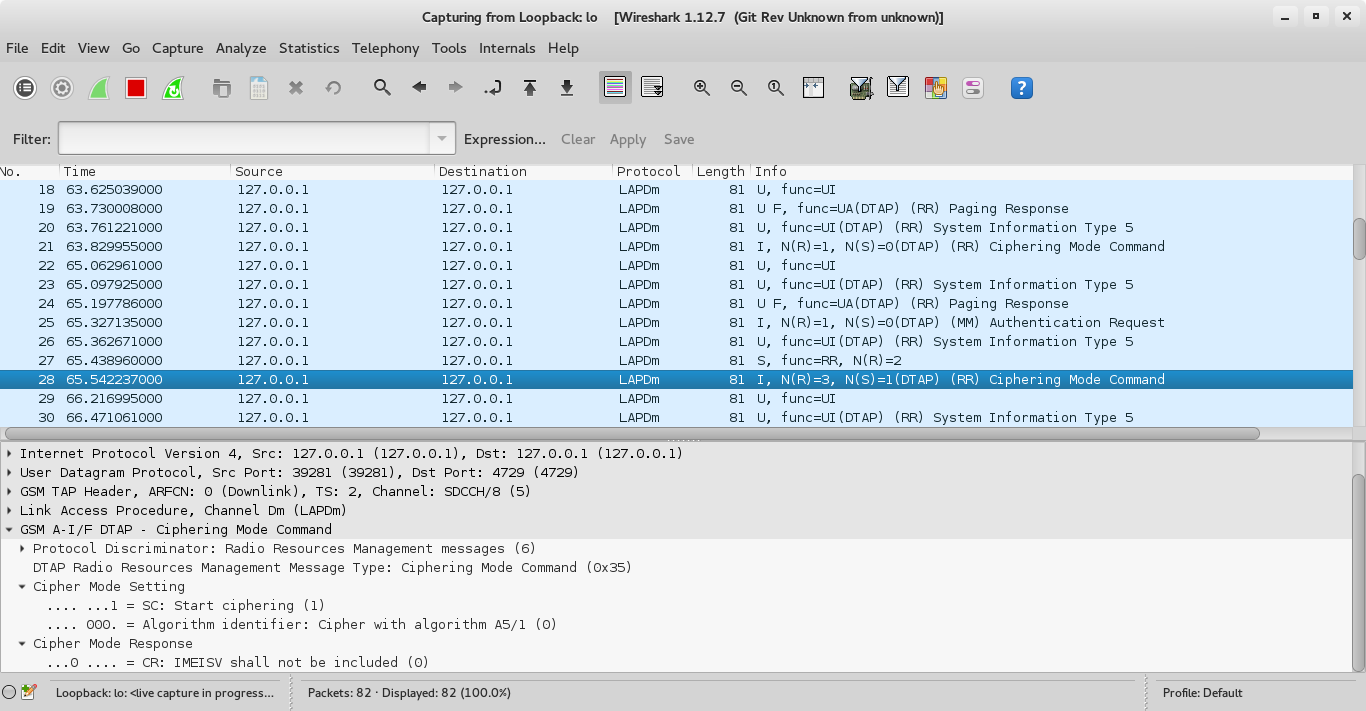 Capturing from Loopback: lo [Wireshark 1.12.7 (Git Rev Unknown from unknown)]
File Edit View Go Capture Analyze Statistics Telephony Tools Internals Help
Filter: Expression... Clear Apply Save
No. Time Source Destination Protocol Length Info
18 63.625039000 127.0.0.1 127.0.0.1 LAPDm 81 U, func=UI
19 63.730008000 127.0.0.1 127.0.0.1 LAPDm 81 U F, func=UA(DTAP) (RR) Paging Response
20 63.761221000 127.0.0.1 127.0.0.1 LAPDm 81 U, func=UI(DTAP) (RR) System Information Type 5
21 63.829955000 127.0.0.1 127.0.0.1 LAPDm 81 I, N(R)=1, N(S)=0(DTAP) (RR) Ciphering Mode Command
22 65.062961000 127.0.0.1 127.0.0.1 LAPDm 81 U, func=UI
23 65.097925000 127.0.0.1 127.0.0.1 LAPDm 81 U, func=UI(DTAP) (RR) System Information Type 5
24 65.197786000 127.0.0.1 127.0.0.1 LAPDm 81 U F, func=UA(DTAP) (RR) Paging Response
25 65.327135000 127.0.0.1 127.0.0.1 LAPDm 81 I, N(R)=1, N(S)=0(DTAP) (MM) Authentication Request
26 65.362671000 127.0.0.1 127.0.0.1 LAPDm 81 U, func=UI(DTAP) (RR) System Information Type 5
27 65.438960000 127.0.0.1 127.0.0.1 LAPDm 81 S, func=RR, N(R)=2
28 65.542237000 127.0.0.1 127.0.0.1 LAPDm 81 I, N(R)=3, N(S)=1(DTAP) (RR) Ciphering Mode Command
29 66.216995000 127.0.0.1 127.0.0.1 LAPDm 81 U, func=UI
30 66.471061000 127.0.0.1 127.0.0.1 LAPDm 81 U, func=UI(DTAP) (RR) System Information Type 5
Internet Protocol Version 4, Src: 127.0.0.1 (127.0.0.1), Dst: 127.0.0.1 (127.0.0.1)
User Datagram Protocol, Src Port: 39281 (39281), Dst Port: 4729 (4729)
GSM TAP Header, ARFCN: 0 (Downlink), TS: 2, Channel: SDCCH/8 (5)
Link Access Procedure, Channel Dm (LAPDm)
GSM A-I/F DTAP - Ciphering Mode Command
Protocol Discriminator: Radio Resources Management messages (6)
DTAP Radio Resources Management Message Type: Ciphering Mode Command (0x35)
Cipher Mode Setting
.... ...1 = SC: Start ciphering (1)
.... 000. = Algorithm identifier: Cipher with algorithm A5/1 (0)
Cipher Mode Response
...0 .... = CR: IMEISV shall not be included (0)
Loopback: lo: <live capture in progress... Packets: 82 · Displayed: 82 (100.0%) Profile: Default